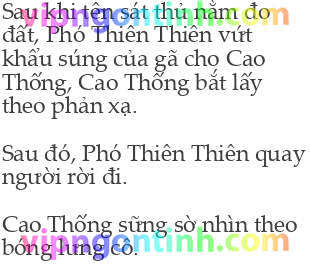 Sau khi tên sát thủ nằm đo
đất, Phó Thiên Thiên vứt
khẩu súng của gã cho Cao
Thống, Cao Thống bắt lấy
theo phản xạ.
Sau đó, Phó Thiên Thiên quay
người rời đi.
Cao Thống sững sờ nhìn theo
bóng lưng cô.
vipngontinh.com
vipngontinh.com